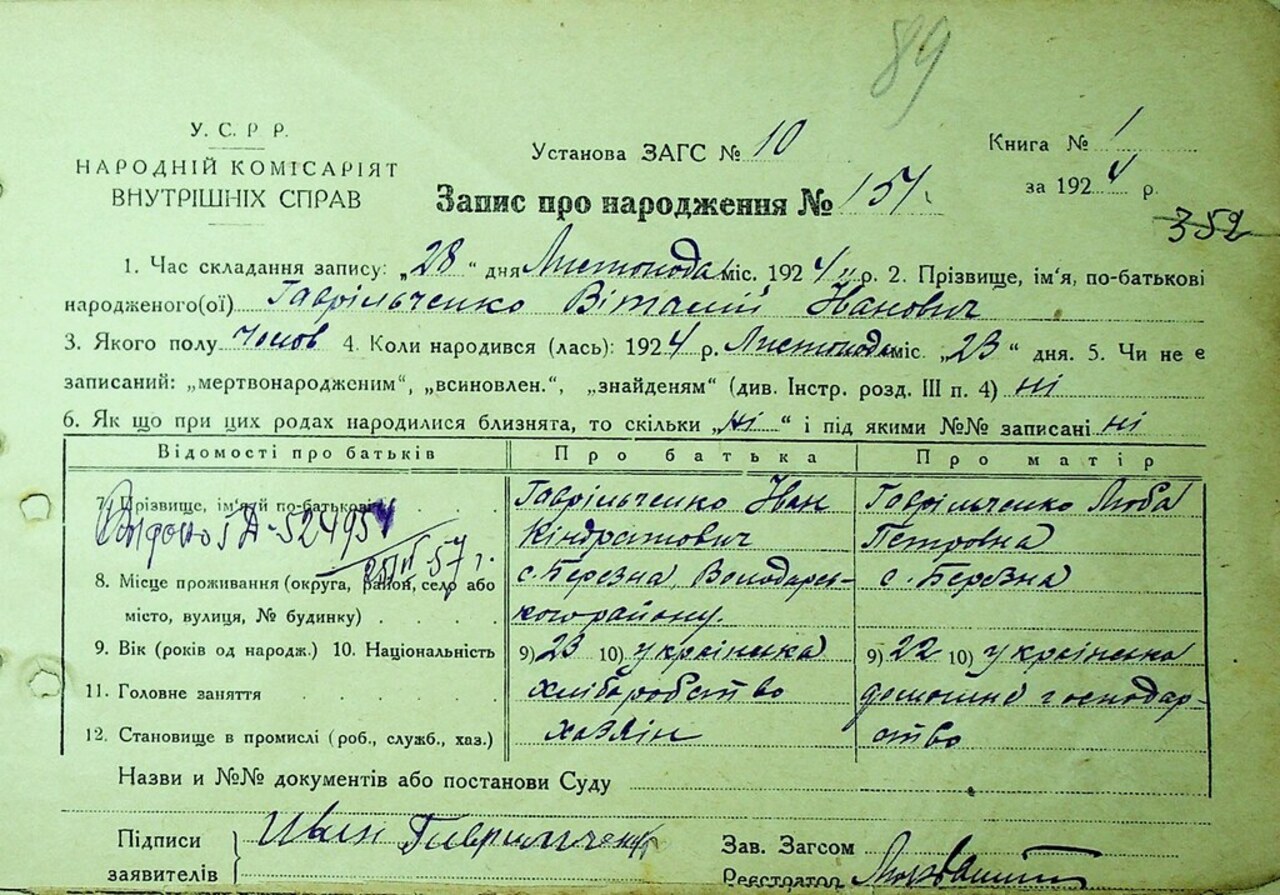 89
У. С. Р. Р.
НАРОДНІЙ КОМІСАРІЯТ
ВНУТРІШНІХ СПРАВ
Установа ЗАГС № 10
Книга № 1
за 1924 р.
Запис про народження № 151
352
1. Час складання запису: „28 “ дня Листопода міс. 1924 р. 2. Прізвище, ім'я, по-батькові
народженого(ої) Гаврільченко Віталій Іванович
3. Якого полу Чолов 4. Коли народився (лась): 1924 р. Листопода міс. „23“ дня. 5. Чи не є
записаний: „мертвонародженим“, „всиновлен.“, „знайденям“ (див. Інстр. розд. III п. 4) ні
6. Як що при цих родах народилися близнята, то скільки „ні“ і під якими №№ записані ні
Відомості про батьків Про батька Про матір
7. Прізвище, ім'я й по-батькові Гаврільченко Іван Гаврільченко Люба
Кіндратович Петровна
8. Місце проживання (округа, район, село або с. Березна, Володарсь- с. Березна
місто, вулиця, № будинку) кого району.
9. Вік (років од народж.) 10. Національність 9) 23 10) українська 9) 22 10) українська
11. Головне заняття хліборобство домошнє господар-
12. Становище в промислі (роб., служб., хаз.) хазяін ство
Назви и №№ документів або постанови Суду
Підписи Иван Гаврильченко Зав. Загсом
заявителів Реєстратор